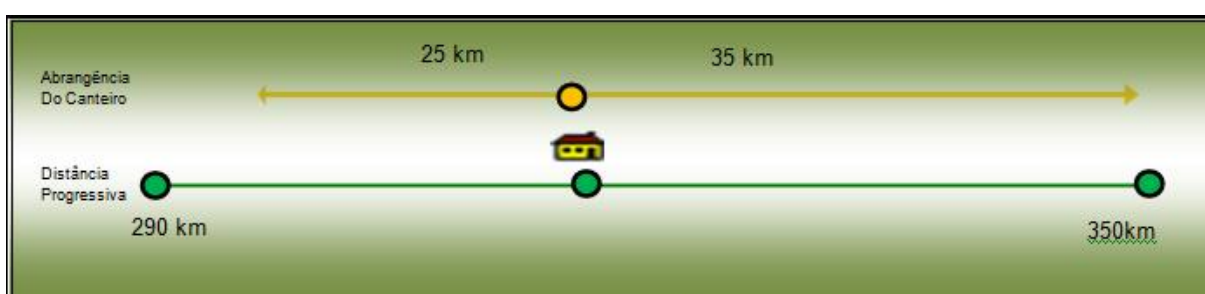 25 km
35 km
Abrangência
Do Canteiro
Distância
Progressiva
290 km
350km